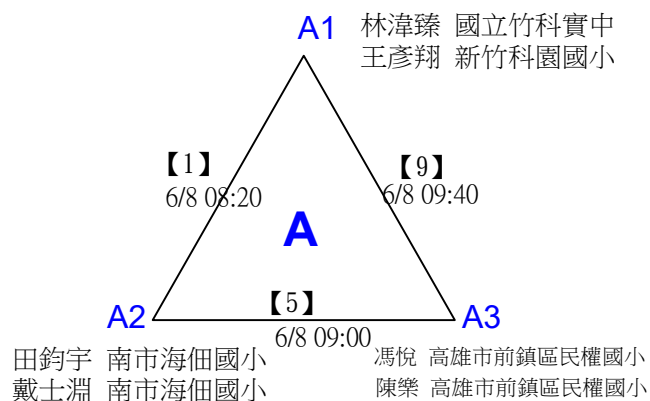 A1
林湋臻 國立竹科實中
王彥翔 新竹科園國小
【1】
6/8 08:20
【9】
6/8 09:40
A
【5】
6/8 09:00
A2
A3
田鈞宇 南市海佃國小
戴士淵 南市海佃國小
馮悅 高雄市前鎮區民權國小
陳樂 高雄市前鎮區民權國小